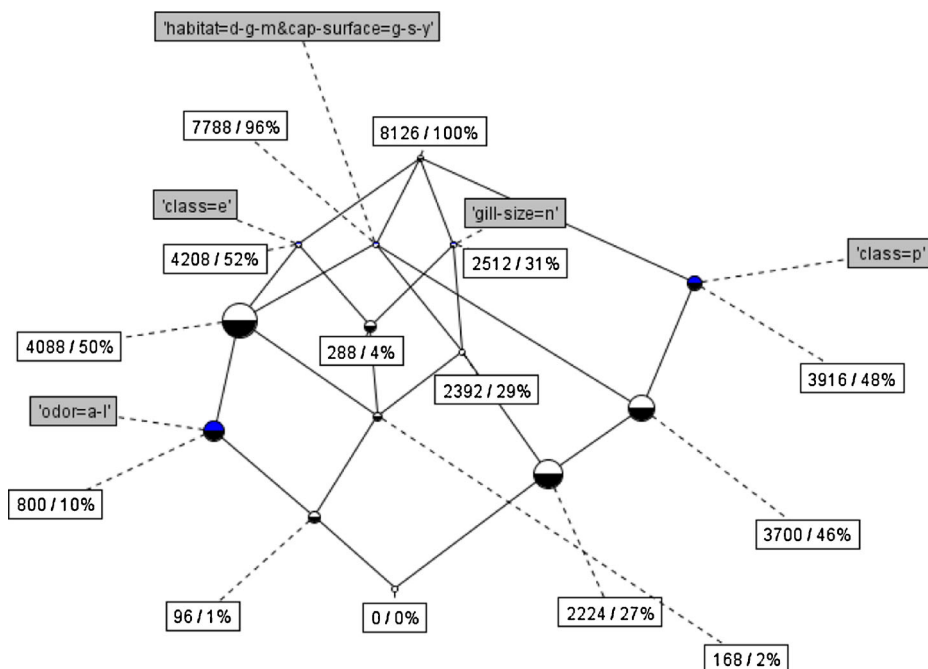 'habitat=d-g-m&cap-surface=g-s-y'
7788 / 96%
8126 / 100%
'class=e'
'gill-size=n'
4208 / 52%
2512 / 31%
'class=p'
4088 / 50%
288 / 4%
3916 / 48%
2392 / 29%
'odor=a-l'
800 / 10%
3700 / 46%
96 / 1%
0 / 0%
2224 / 27%
168 / 2%